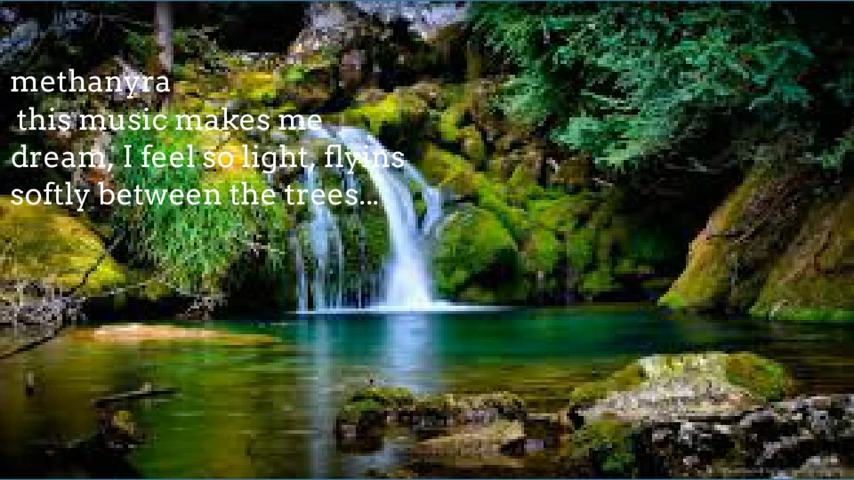 methanyra
this music makes me
dream, I feel so light, flyins
softly between the trees...